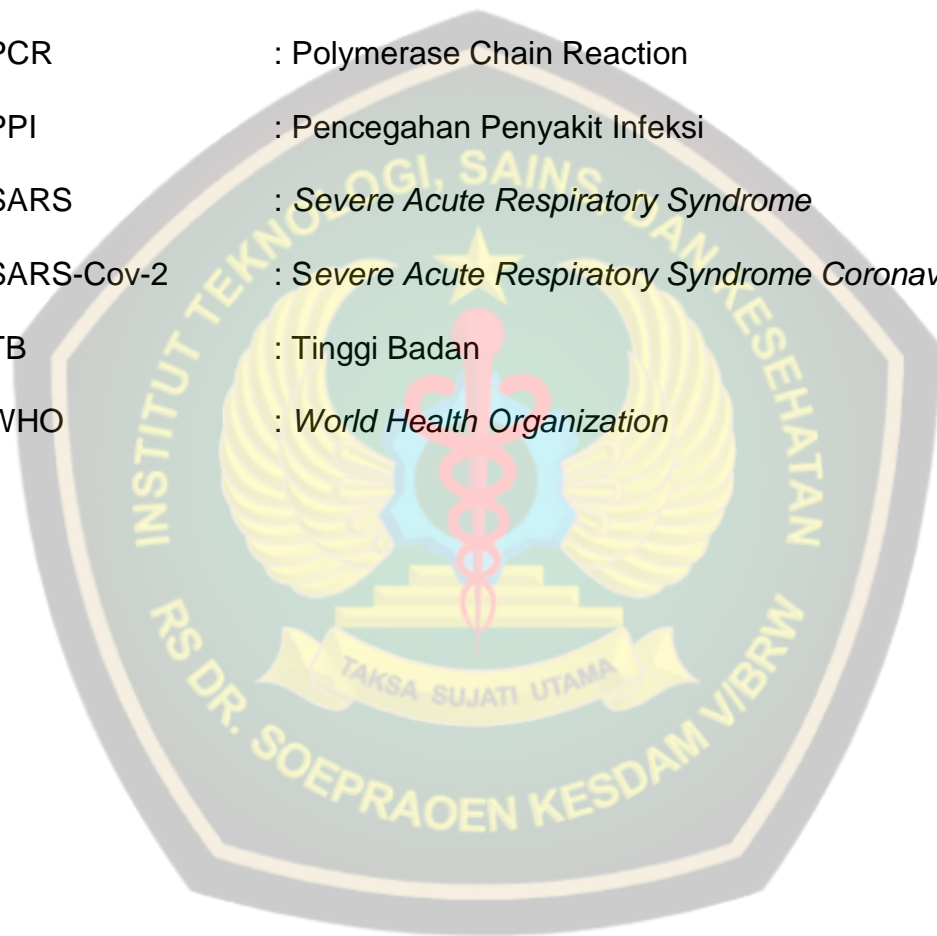 PCR : Polymerase Chain Reaction
PPI : Pencegahan Penyakit Infeksi
SARS : Severe Acute Respiratory Syndrome
SARS-Cov-2 : Severe Acute Respiratory Syndrome Coronav
TB : Tinggi Badan
WHO : World Health Organization
INSTITUT TEKNOLOGI, SAINS, DAN KESEHATAN
TAKSA SUJATI UTAMA
RS DR. SOEPRAOEN KESDAM V/BRW